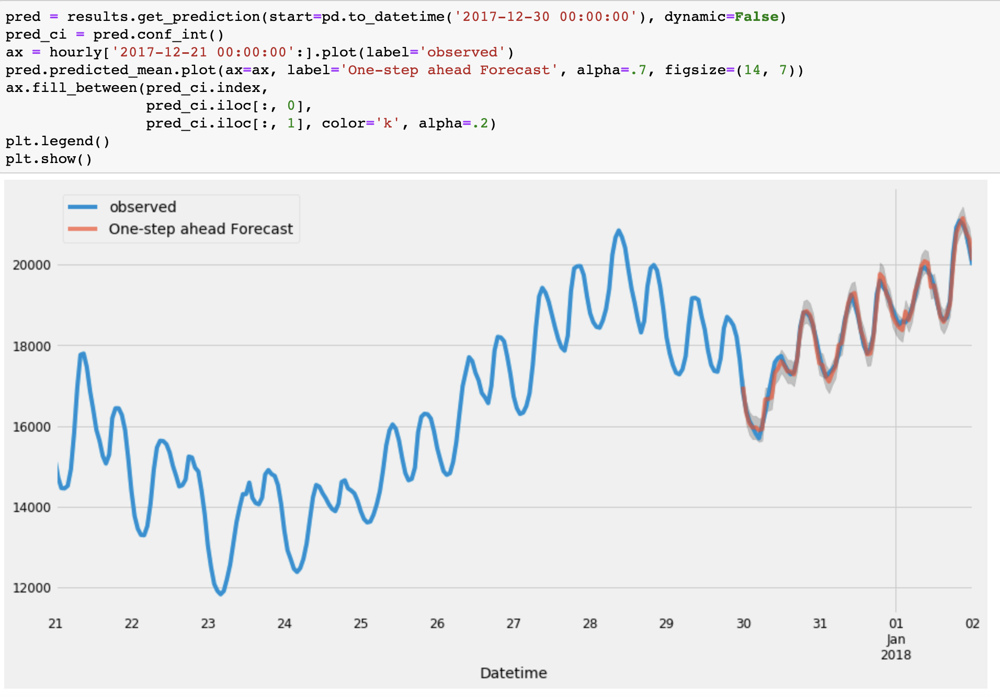 pred = results.get_prediction(start=pd.to_datetime('2017-12-30 00:00:00'), dynamic=False)
pred_ci = pred.conf_int()
ax = hourly['2017-12-21 00:00:00':].plot(label='observed')
pred.predicted_mean.plot(ax=ax, label='One-step ahead Forecast', alpha=.7, figsize=(14, 7))
ax.fill_between(pred_ci.index,
                pred_ci.iloc[:, 0],
                pred_ci.iloc[:, 1], color='k', alpha=.2)
plt.legend()
plt.show()
observed
One-step ahead Forecast
20000
18000
16000
14000
12000
21 22 23 24 25 26 27 28 29 30 31 01 02
Jan
2018
Datetime